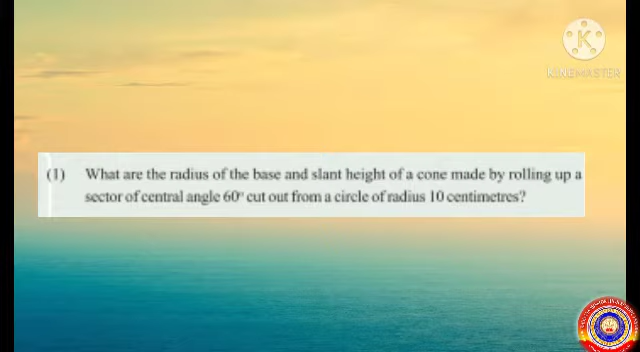 KINEMASTER
(1) What are the radius of the base and slant height of a cone made by rolling up a
sector of central angle 60° cut out from a circle of radius 10 centimetres?